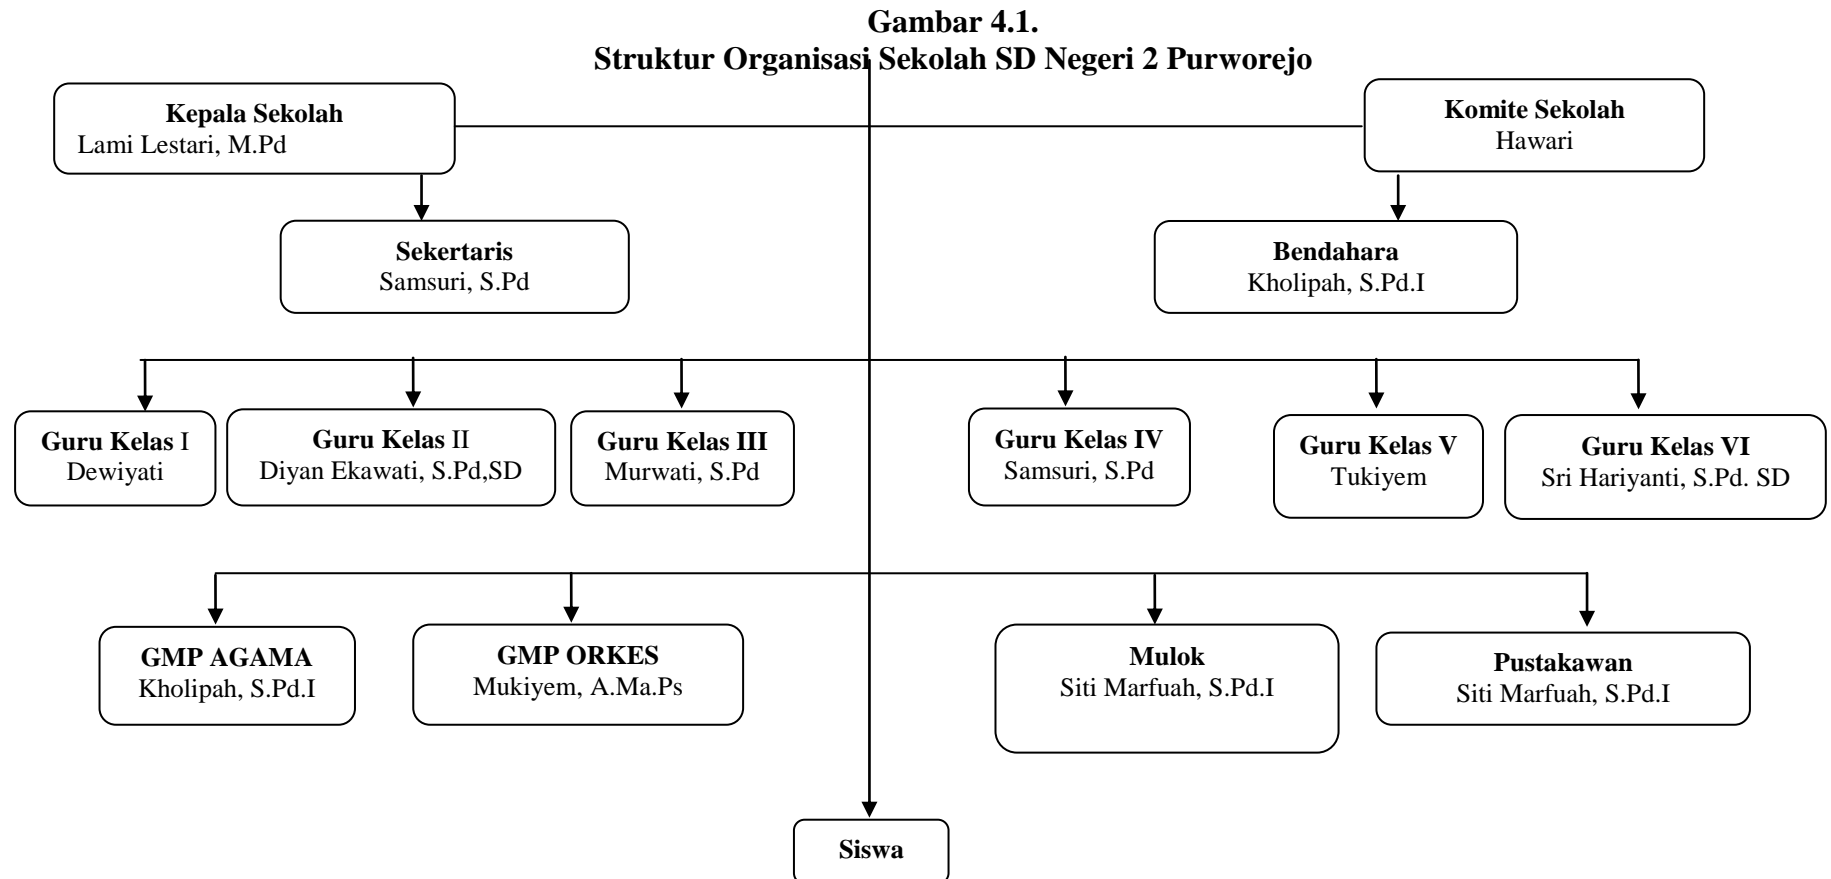 Gambar 4.1.
Struktur Organisasi Sekolah SD Negeri 2 Purworejo
Kepala Sekolah
Lami Lestari, M.Pd
Komite Sekolah
Hawari
Sekertaris
Samsuri, S.Pd
Bendahara
Kholipah, S.Pd.I
Guru Kelas I
Dewiyati
Guru Kelas II
Diyan Ekawati, S.Pd,SD
Guru Kelas III
Murwati, S.Pd
Guru Kelas IV
Samsuri, S.Pd
Guru Kelas V
Tukiyem
Guru Kelas VI
Sri Hariyanti, S.Pd. SD
GMP AGAMA
Kholipah, S.Pd.I
GMP ORKES
Mukiyem, A.Ma.Ps
Mulok
Siti Marfuah, S.Pd.I
Pustakawan
Siti Marfuah, S.Pd.I
Siswa